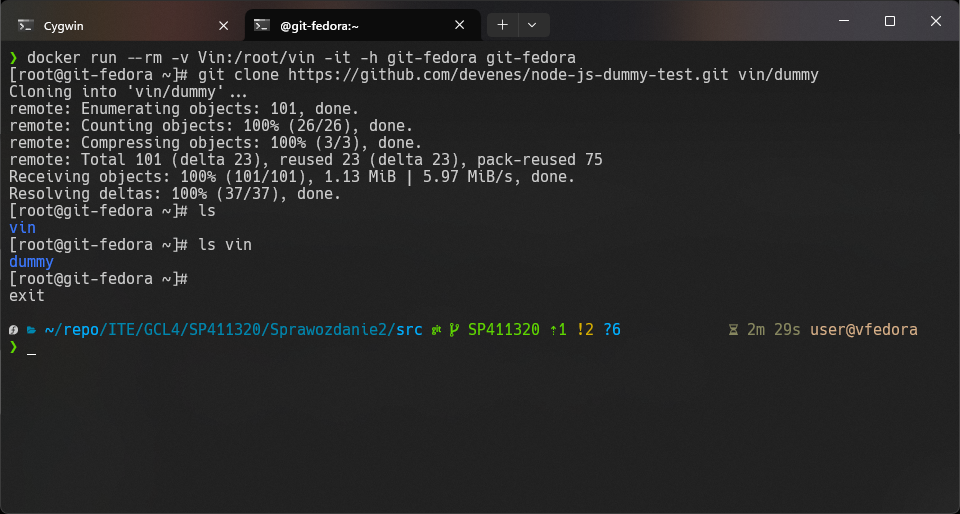 Cygwin
@git-fedora:~
❯ docker run --rm -v Vin:/root/vin -it -h git-fedora git-fedora
[root@git-fedora ~]# git clone https://github.com/devenes/node-js-dummy-test.git vin/dummy
Cloning into 'vin/dummy'...
remote: Enumerating objects: 101, done.
remote: Counting objects: 100% (26/26), done.
remote: Compressing objects: 100% (3/3), done.
remote: Total 101 (delta 23), reused 23 (delta 23), pack-reused 75
Receiving objects: 100% (101/101), 1.13 MiB | 5.97 MiB/s, done.
Resolving deltas: 100% (37/37), done.
[root@git-fedora ~]# ls
vin
[root@git-fedora ~]# ls vin
dummy
[root@git-fedora ~]#
exit
~/repo/ITE/GCL4/SP411320/Sprawozdanie2/src git SP411320 ⇡1 !2 ?6 2m 29s user@vfedora
❯ _